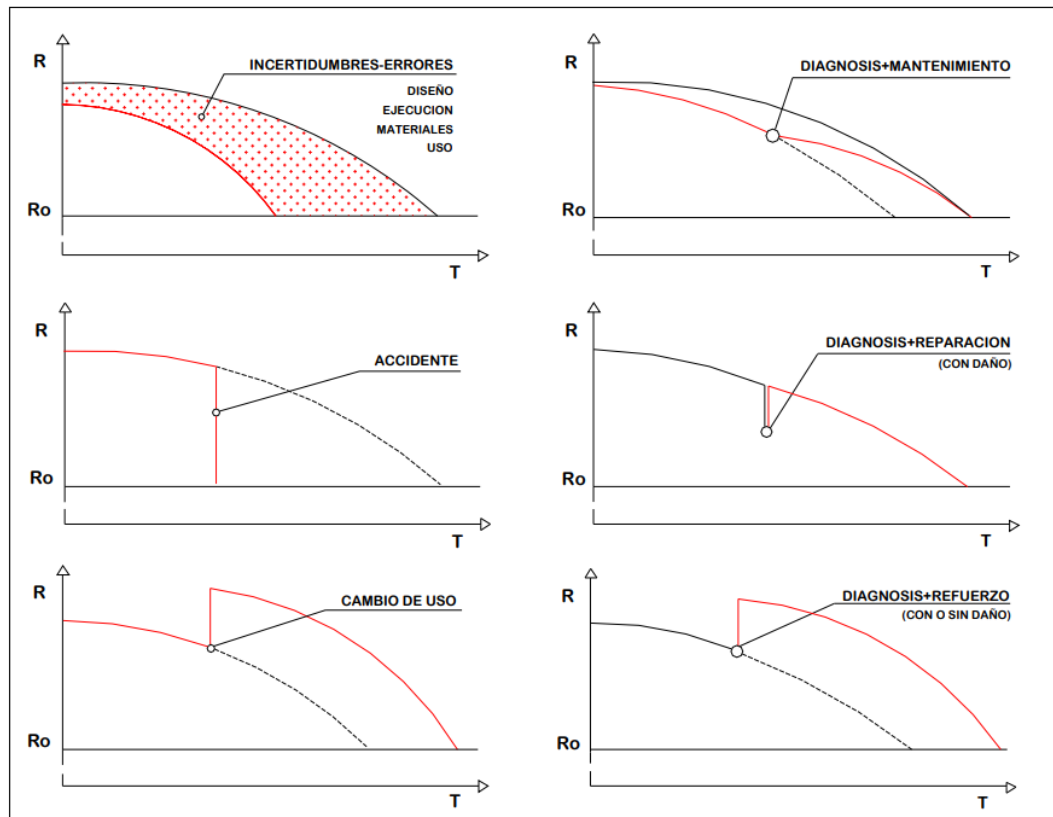 R
INCERTIDUMBRES-ERRORES
DISEÑO
EJECUCION
MATERIALES
USO
Ro
T
R
DIAGNOSIS+MANTENIMIENTO
Ro
T
R
ACCIDENTE
Ro
T
R
DIAGNOSIS+REPARACION
(CON DAÑO)
Ro
T
R
CAMBIO DE USO
Ro
T
R
DIAGNOSIS+REFUERZO
(CON O SIN DAÑO)
Ro
T